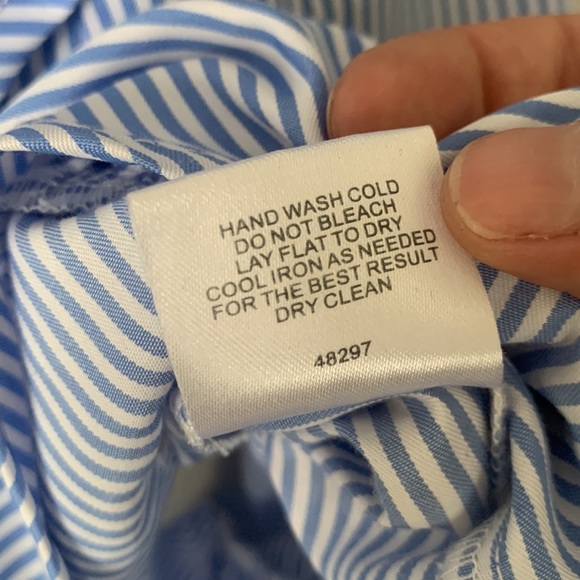 HAND WASH COLD
DO NOT BLEACH
LAY FLAT TO DRY
COOL IRON AS NEEDED
FOR THE BEST RESULT
DRY CLEAN
48297